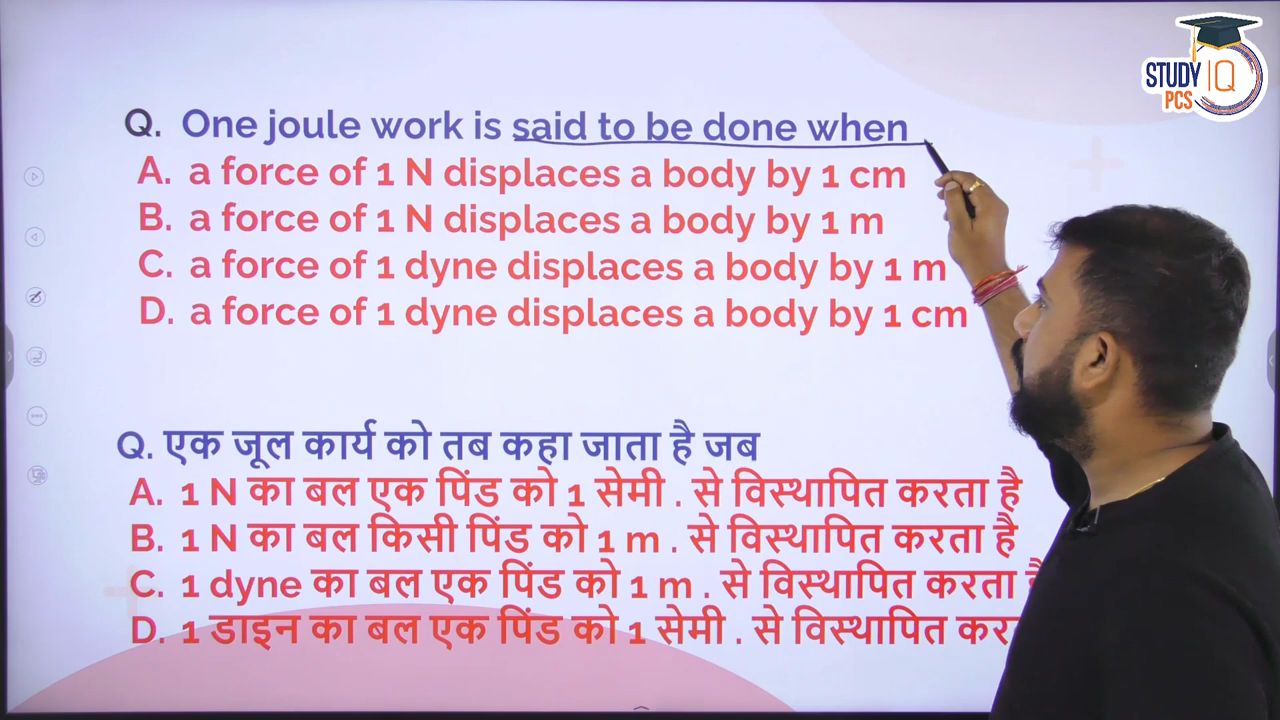 STUDY IQ
PCS
Q. One joule work is said to be done when
A. a force of 1 N displaces a body by 1 cm
B. a force of 1 N displaces a body by 1 m
C. a force of 1 dyne displaces a body by 1 m
D. a force of 1 dyne displaces a body by 1 cm
Q. एक जूल कार्य को तब कहा जाता है जब
A. 1 N का बल एक पिंड को 1 सेमी . से विस्थापित करता है
B. 1 N का बल किसी पिंड को 1 m . से विस्थापित करता है
C. 1 dyne का बल एक पिंड को 1 m . से विस्थापित करता है
D. 1 डाइन का बल एक पिंड को 1 सेमी . से विस्थापित